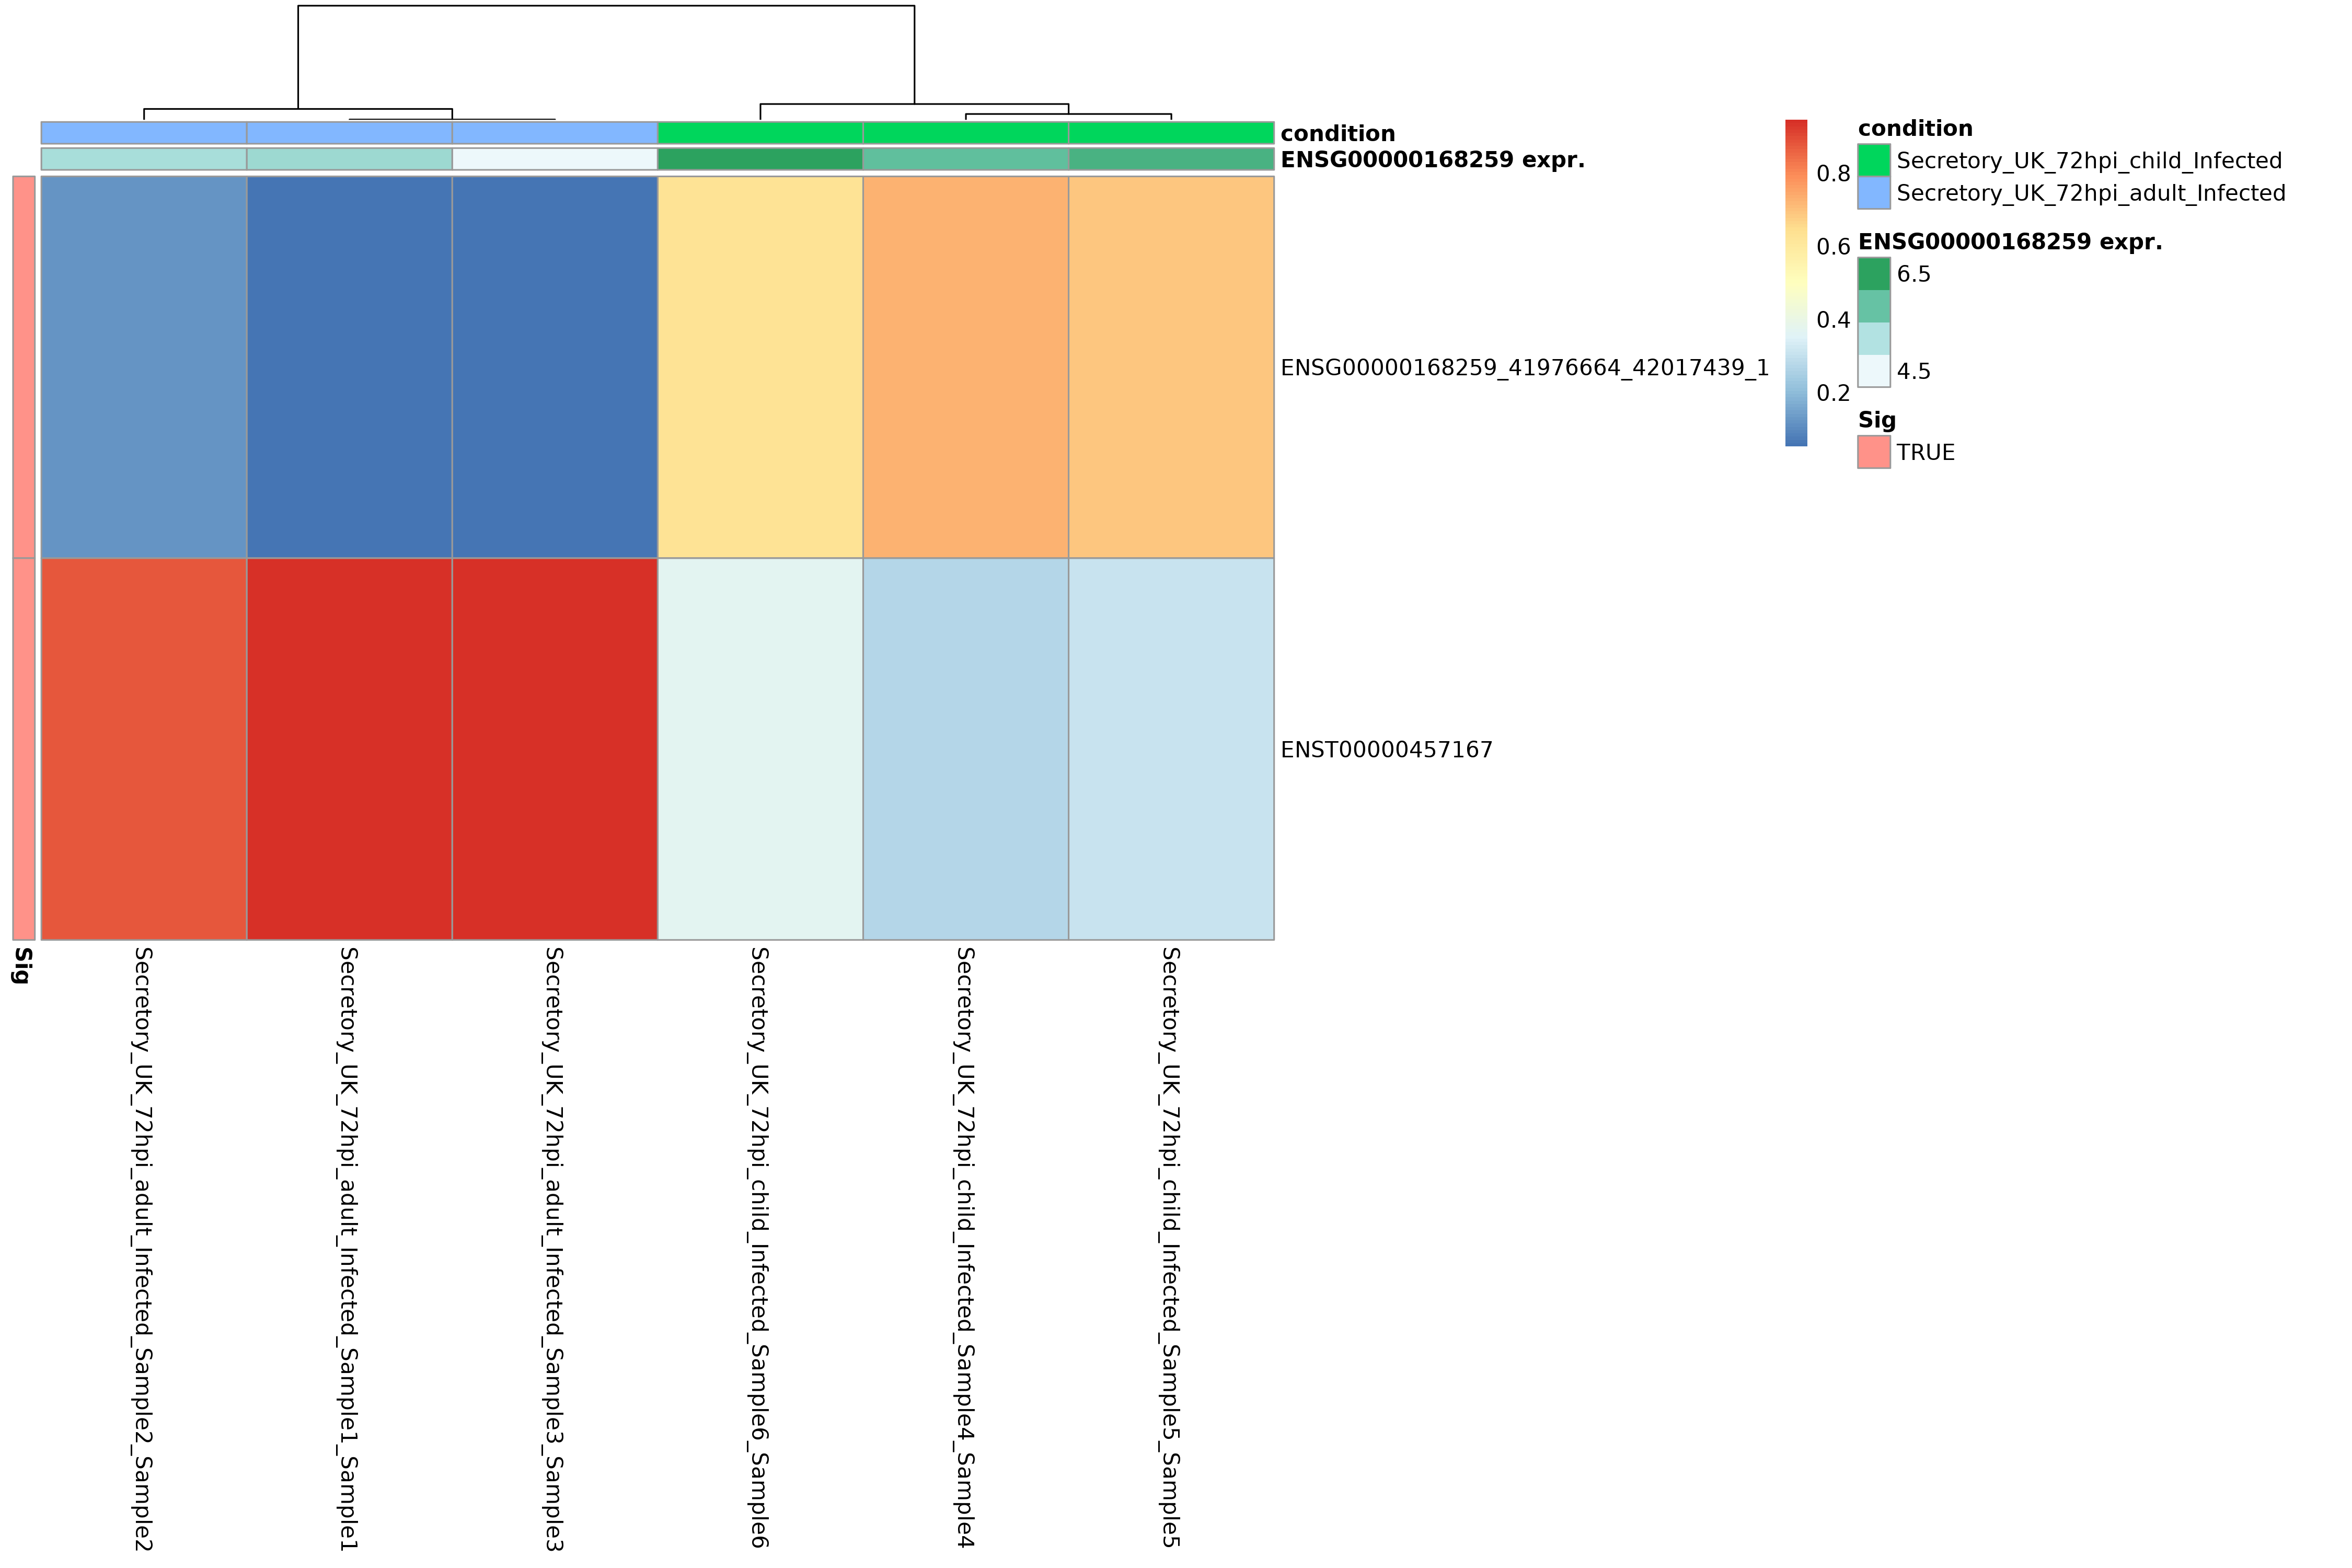 condition
ENSG00000168259 expr.
ENSG00000168259_41976664_42017439_1
ENST00000457167
Sig
Secretory_UK_72hpi_adult_Infected_Sample2_Sample2
Secretory_UK_72hpi_adult_Infected_Sample1_Sample1
Secretory_UK_72hpi_adult_Infected_Sample3_Sample3
Secretory_UK_72hpi_child_Infected_Sample6_Sample6
Secretory_UK_72hpi_child_Infected_Sample4_Sample4
Secretory_UK_72hpi_child_Infected_Sample5_Sample5
0.8
0.6
0.4
0.2
condition
Secretory_UK_72hpi_child_Infected
Secretory_UK_72hpi_adult_Infected
ENSG00000168259 expr.
6.5
4.5
Sig
TRUE